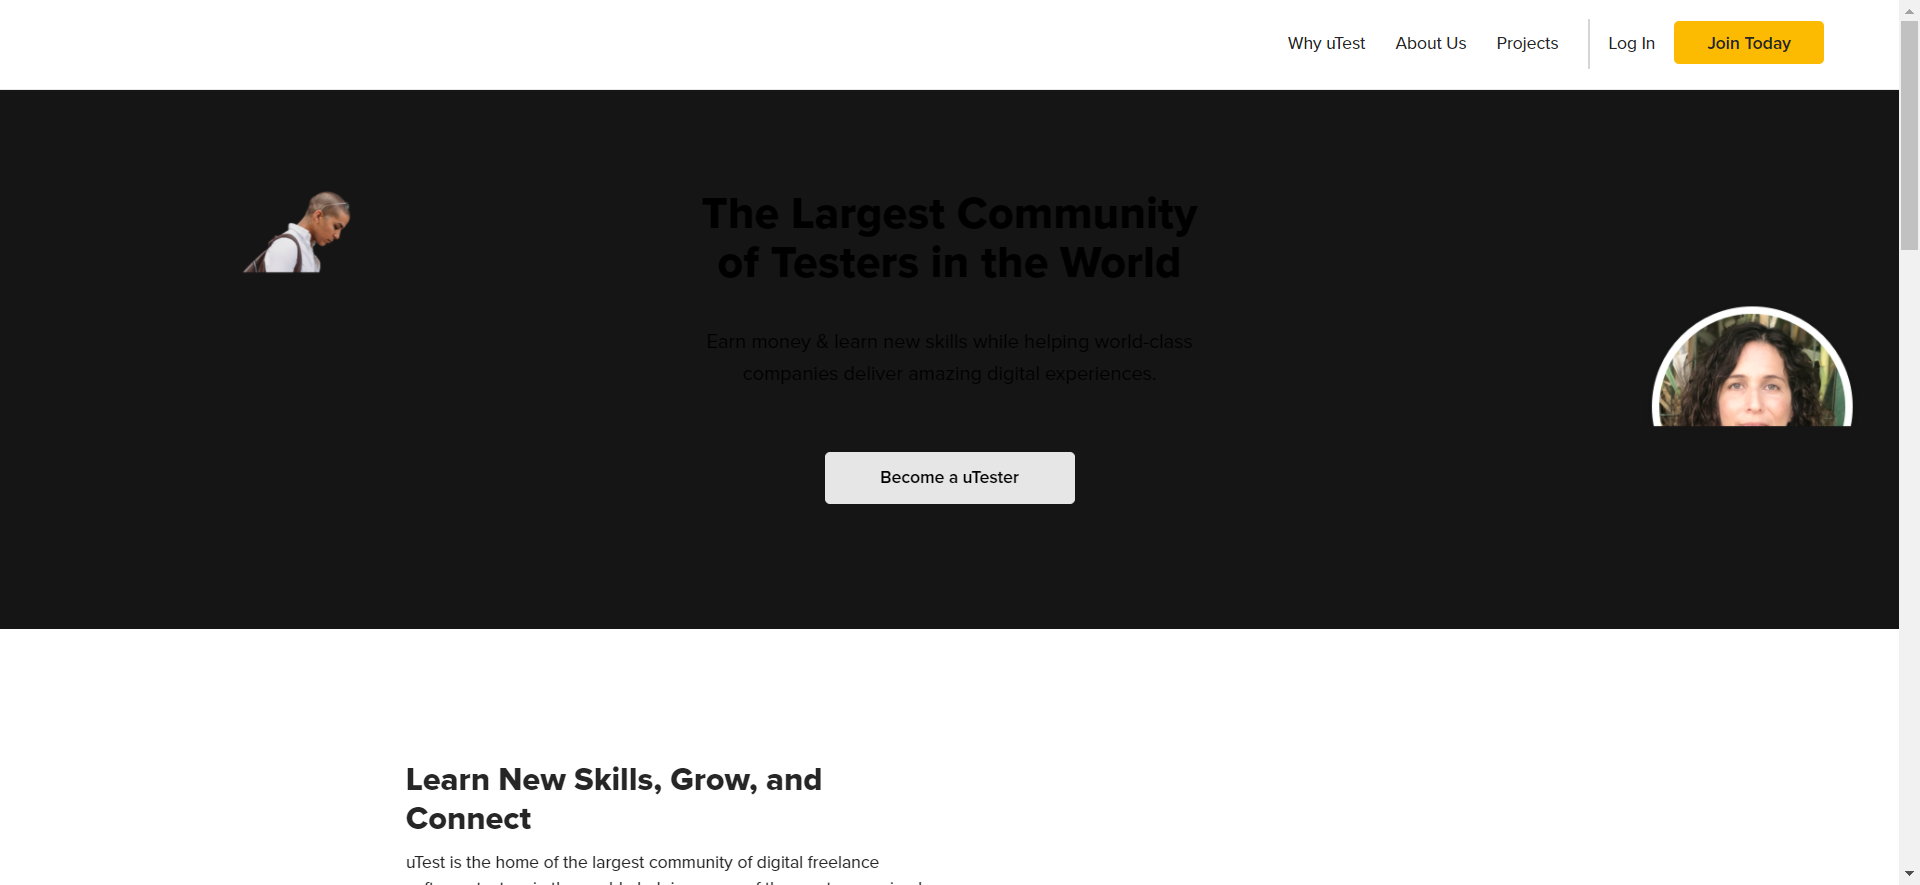 Why uTest
About Us
Projects
Log In
Join Today
The Largest Community
of Testers in the World
Earn money & learn new skills while helping world-class
companies deliver amazing digital experiences.
Become a uTester
Learn New Skills, Grow, and
Connect
uTest is the home of the largest community of digital freelance